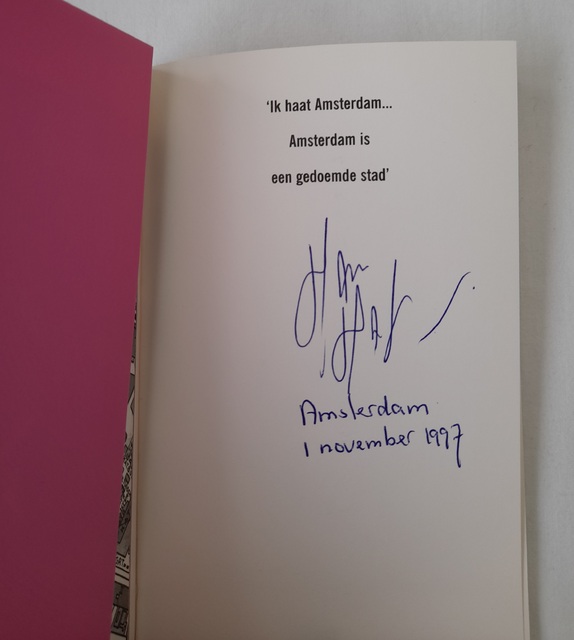 'Ik haat Amsterdam...
Amsterdam is
een gedoemde stad'
Amsterdam
1 november 1997